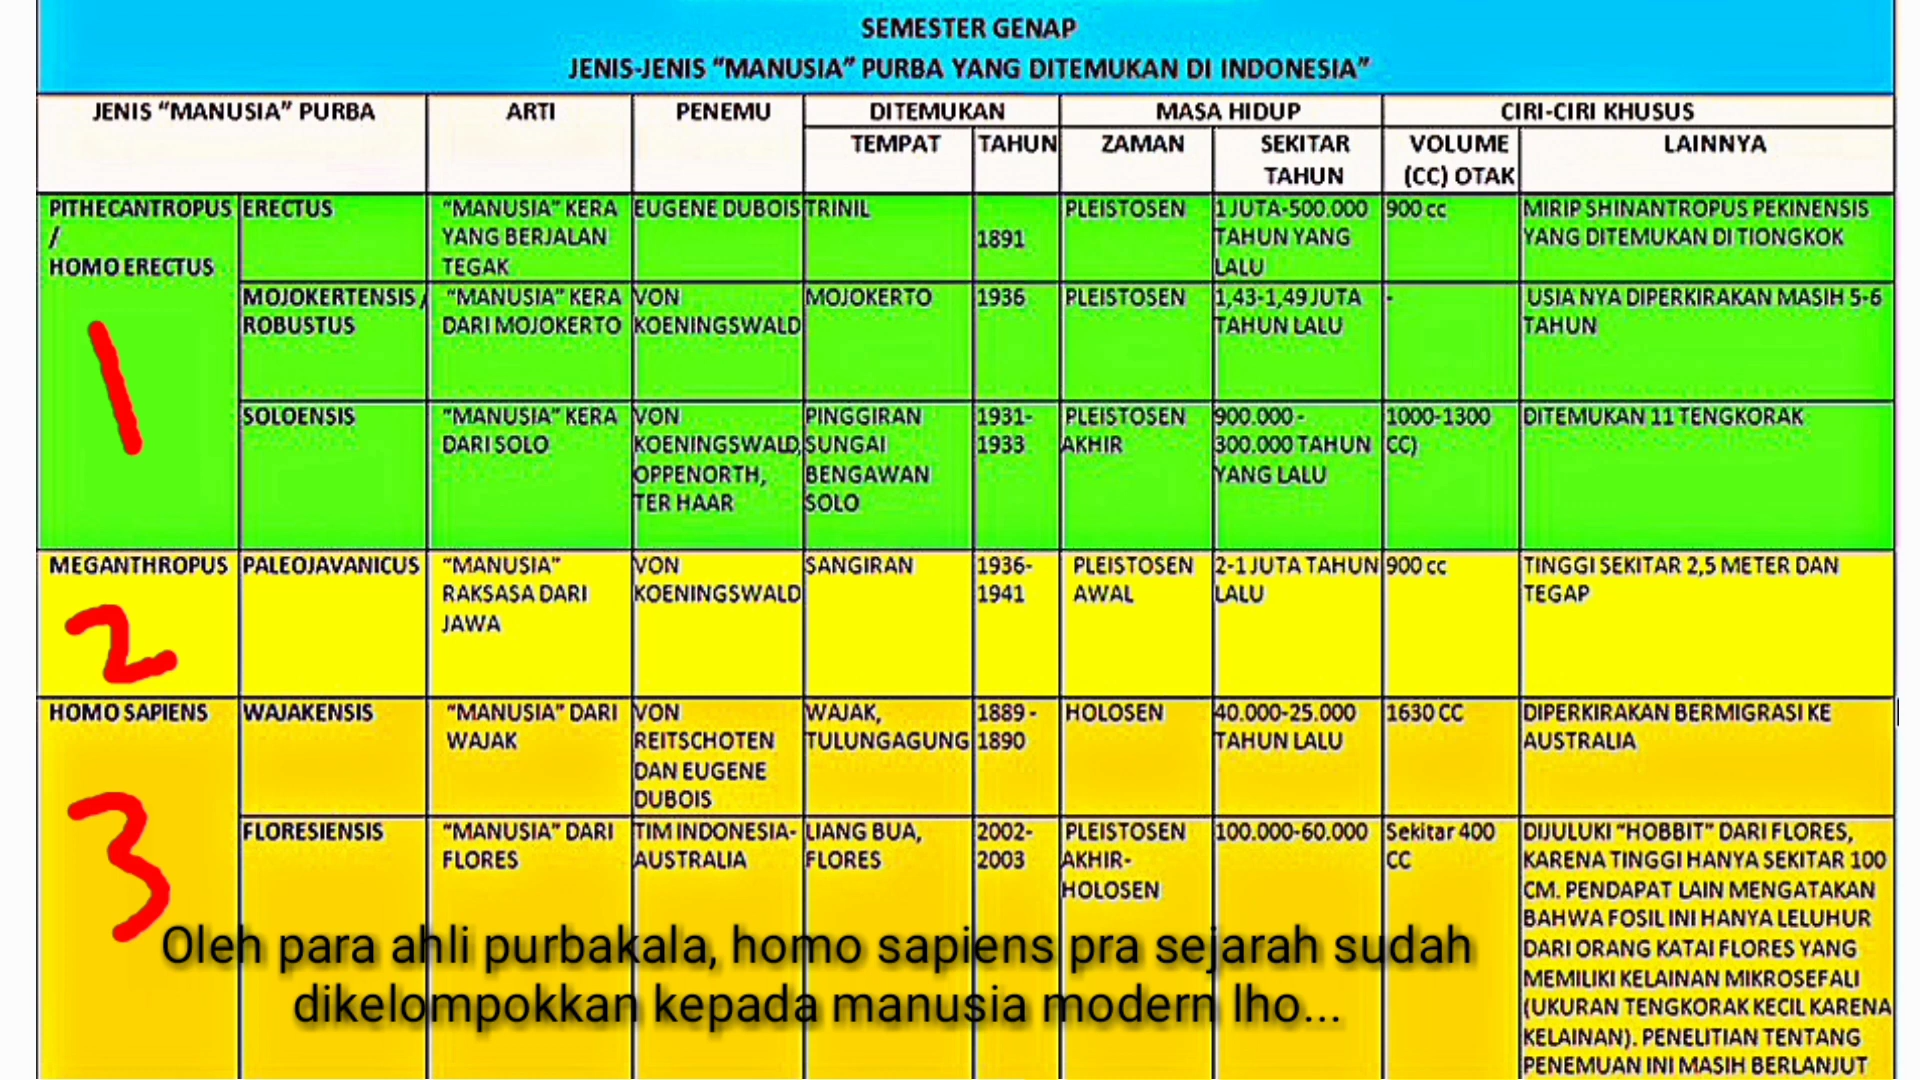 SEMESTER GENAP
JENIS-JENIS “MANUSIA” PURBA YANG DITEMUKAN DI INDONESIA”
JENIS “MANUSIA” PURBA
ARTI
PENEMU
DITEMUKAN
MASA HIDUP
CIRI-CIRI KHUSUS
TEMPAT
TAHUN
ZAMAN
SEKITAR
TAHUN
VOLUME
(CC) OTAK
LAINNYA
PITHECANTROPUS
/
HOMO ERECTUS
1
ERECTUS
“MANUSIA” KERA
YANG BERJALAN
TEGAK
EUGENE DUBOIS
TRINIL
1891
PLEISTOSEN
1 JUTA-500.000
TAHUN YANG
LALU
900 cc
MIRIP SHINANTROPUS PEKINENSIS
YANG DITEMUKAN DI TIONGKOK
MOJOKERTENSIS /
ROBUSTUS
“MANUSIA” KERA
DARI MOJOKERTO
VON
KOENINGSWALD
MOJOKERTO
1936
PLEISTOSEN
1,43-1,49 JUTA
TAHUN LALU
-
USIA NYA DIPERKIRAKAN MASIH 5-6
TAHUN
SOLOENSIS
“MANUSIA” KERA
DARI SOLO
VON
KOENINGSWALD,
OPPENORTH,
TER HAAR
PINGGIRAN
SUNGAI
BENGAWAN
SOLO
1931-
1933
PLEISTOSEN
AKHIR
900.000 -
300.000 TAHUN
YANG LALU
1000-1300
CC)
DITEMUKAN 11 TENGKORAK
MEGANTHROPUS
2
PALEOJAVANICUS
“MANUSIA”
RAKSASA DARI
JAWA
VON
KOENINGSWALD
SANGIRAN
1936-
1941
PLEISTOSEN
AWAL
2-1 JUTA TAHUN
LALU
900 cc
TINGGI SEKITAR 2,5 METER DAN
TEGAP
HOMO SAPIENS
3
WAJAKENSIS
“MANUSIA” DARI
WAJAK
VON
REITSCHOTEN
DAN EUGENE
DUBOIS
WAJAK,
TULUNGAGUNG
1889 -
1890
HOLOSEN
40.000-25.000
TAHUN LALU
1630 CC
DIPERKIRAKAN BERMIGRASI KE
AUSTRALIA
FLORESIENSIS
“MANUSIA” DARI
FLORES
TIM INDONESIA-
AUSTRALIA
LIANG BUA,
FLORES
2002-
2003
PLEISTOSEN
AKHIR-
HOLOSEN
100.000-60.000
Sekitar 400
CC
DIJULUKI “HOBBIT” DARI FLORES,
KARENA TINGGI HANYA SEKITAR 100
CM. PENDAPAT LAIN MENGATAKAN
BAHWA FOSIL INI HANYA LELUHUR
DARI ORANG KATAI FLORES YANG
MEMILIKI KELAINAN MIKROSEFALI
(UKURAN TENGKORAK KECIL KARENA
KELAINAN). PENELITIAN TENTANG
PENEMUAN INI MASIH BERLANJUT
Oleh para ahli purbakala, homo sapiens pra sejarah sudah
dikelompokkan kepada manusia modern lho...